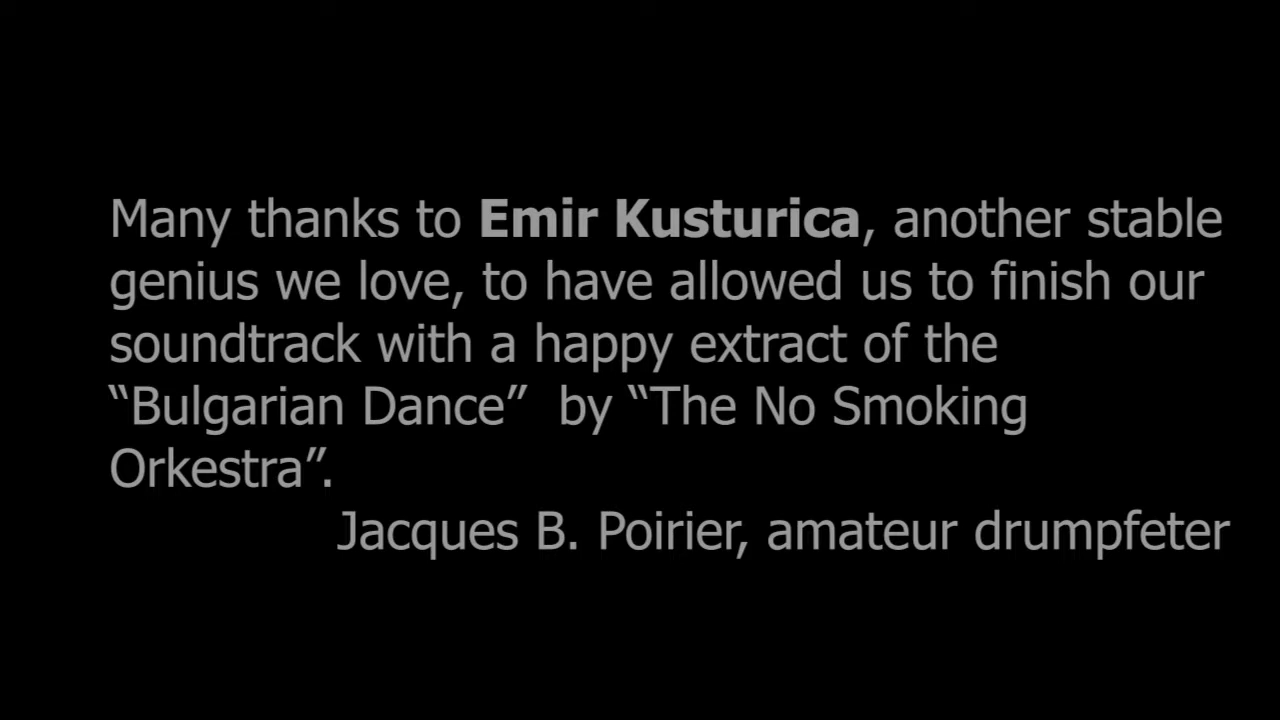 Many thanks to Emir Kusturica, another stable
genius we love, to have allowed us to finish our
soundtrack with a happy extract of the
“Bulgarian Dance”  by “The No Smoking
Orkestra”.
Jacques B. Poirier, amateur drumpfeter